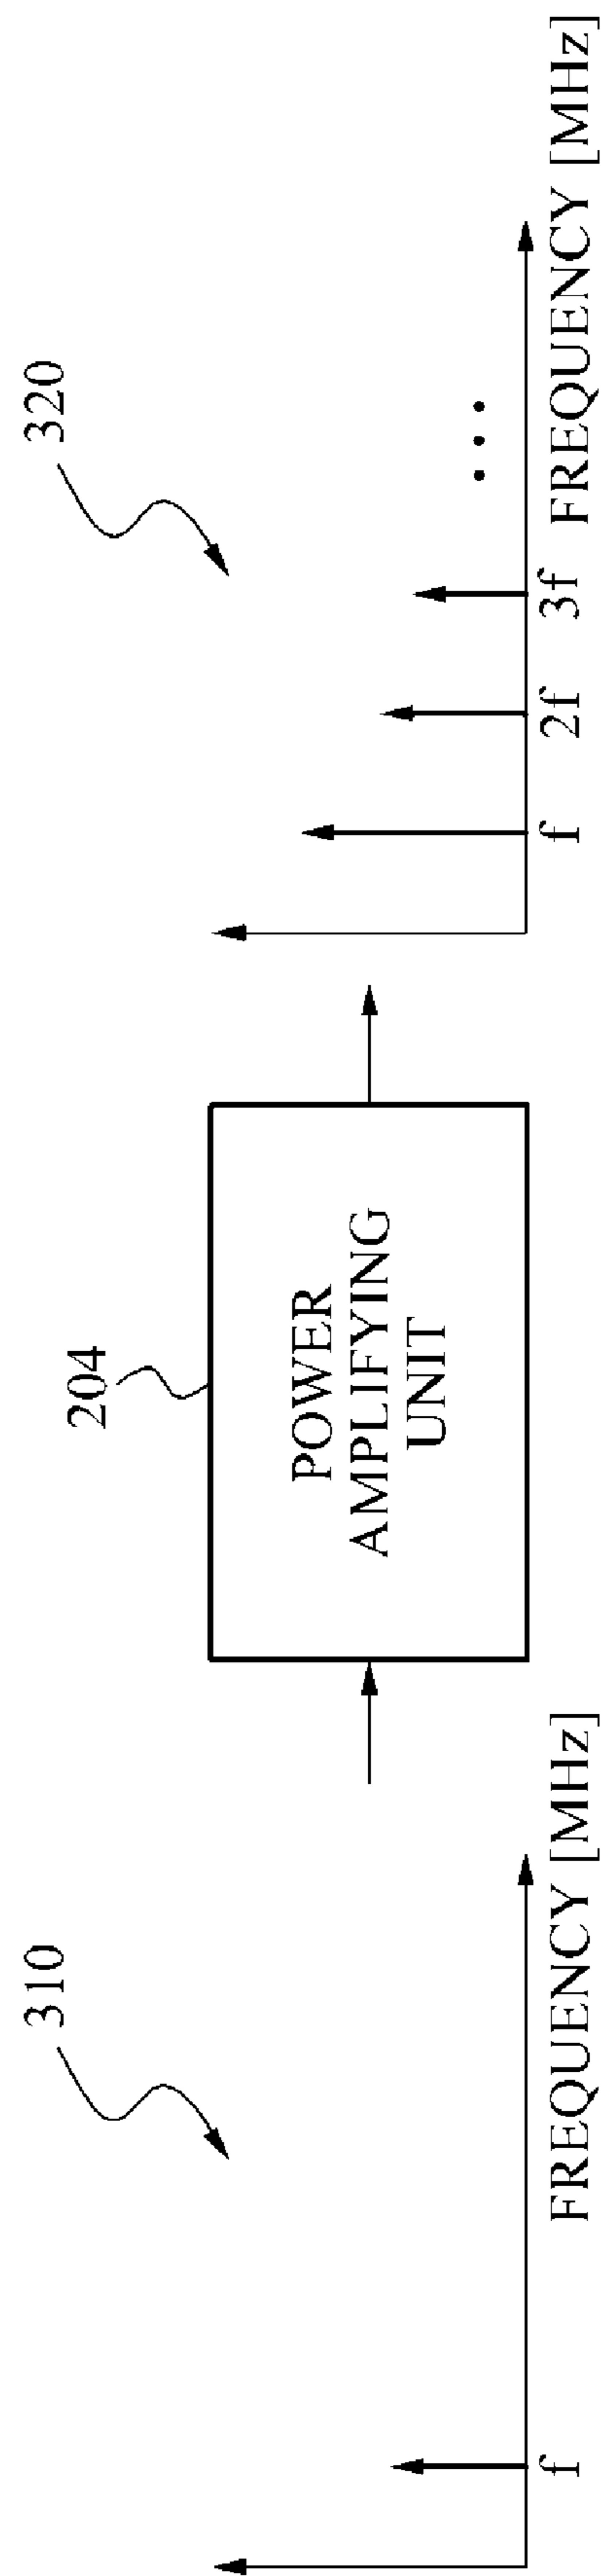 310
f
FREQUENCY [MHz]
204
POWER
AMPLIFYING
UNIT
320
f
2f
3f
...
FREQUENCY [MHz]